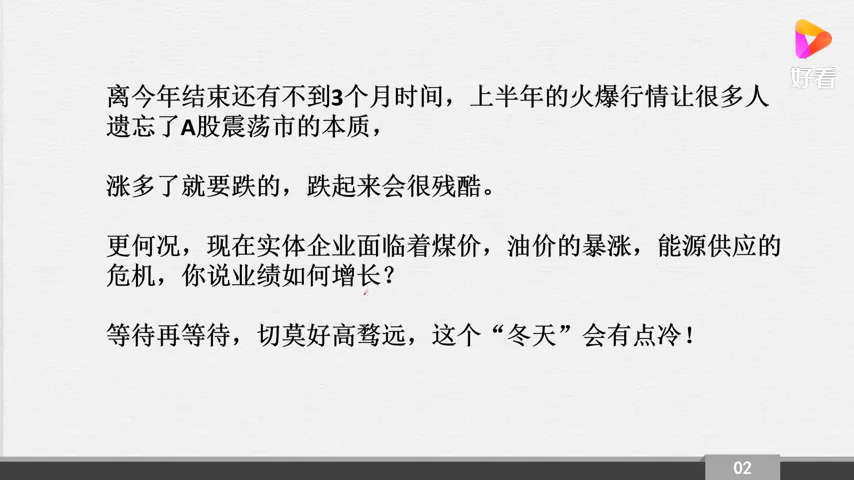 好看
离今年结束还有不到3个月时间，上半年的火爆行情让很多人
遗忘了A股震荡市的本质，
涨多了就要跌的，跌起来会很残酷。
更何况，现在实体企业面临着煤价，油价的暴涨，能源供应的
危机，你说业绩如何增长？
等待再等待，切莫好高骛远，这个“冬天”会有点冷！
02